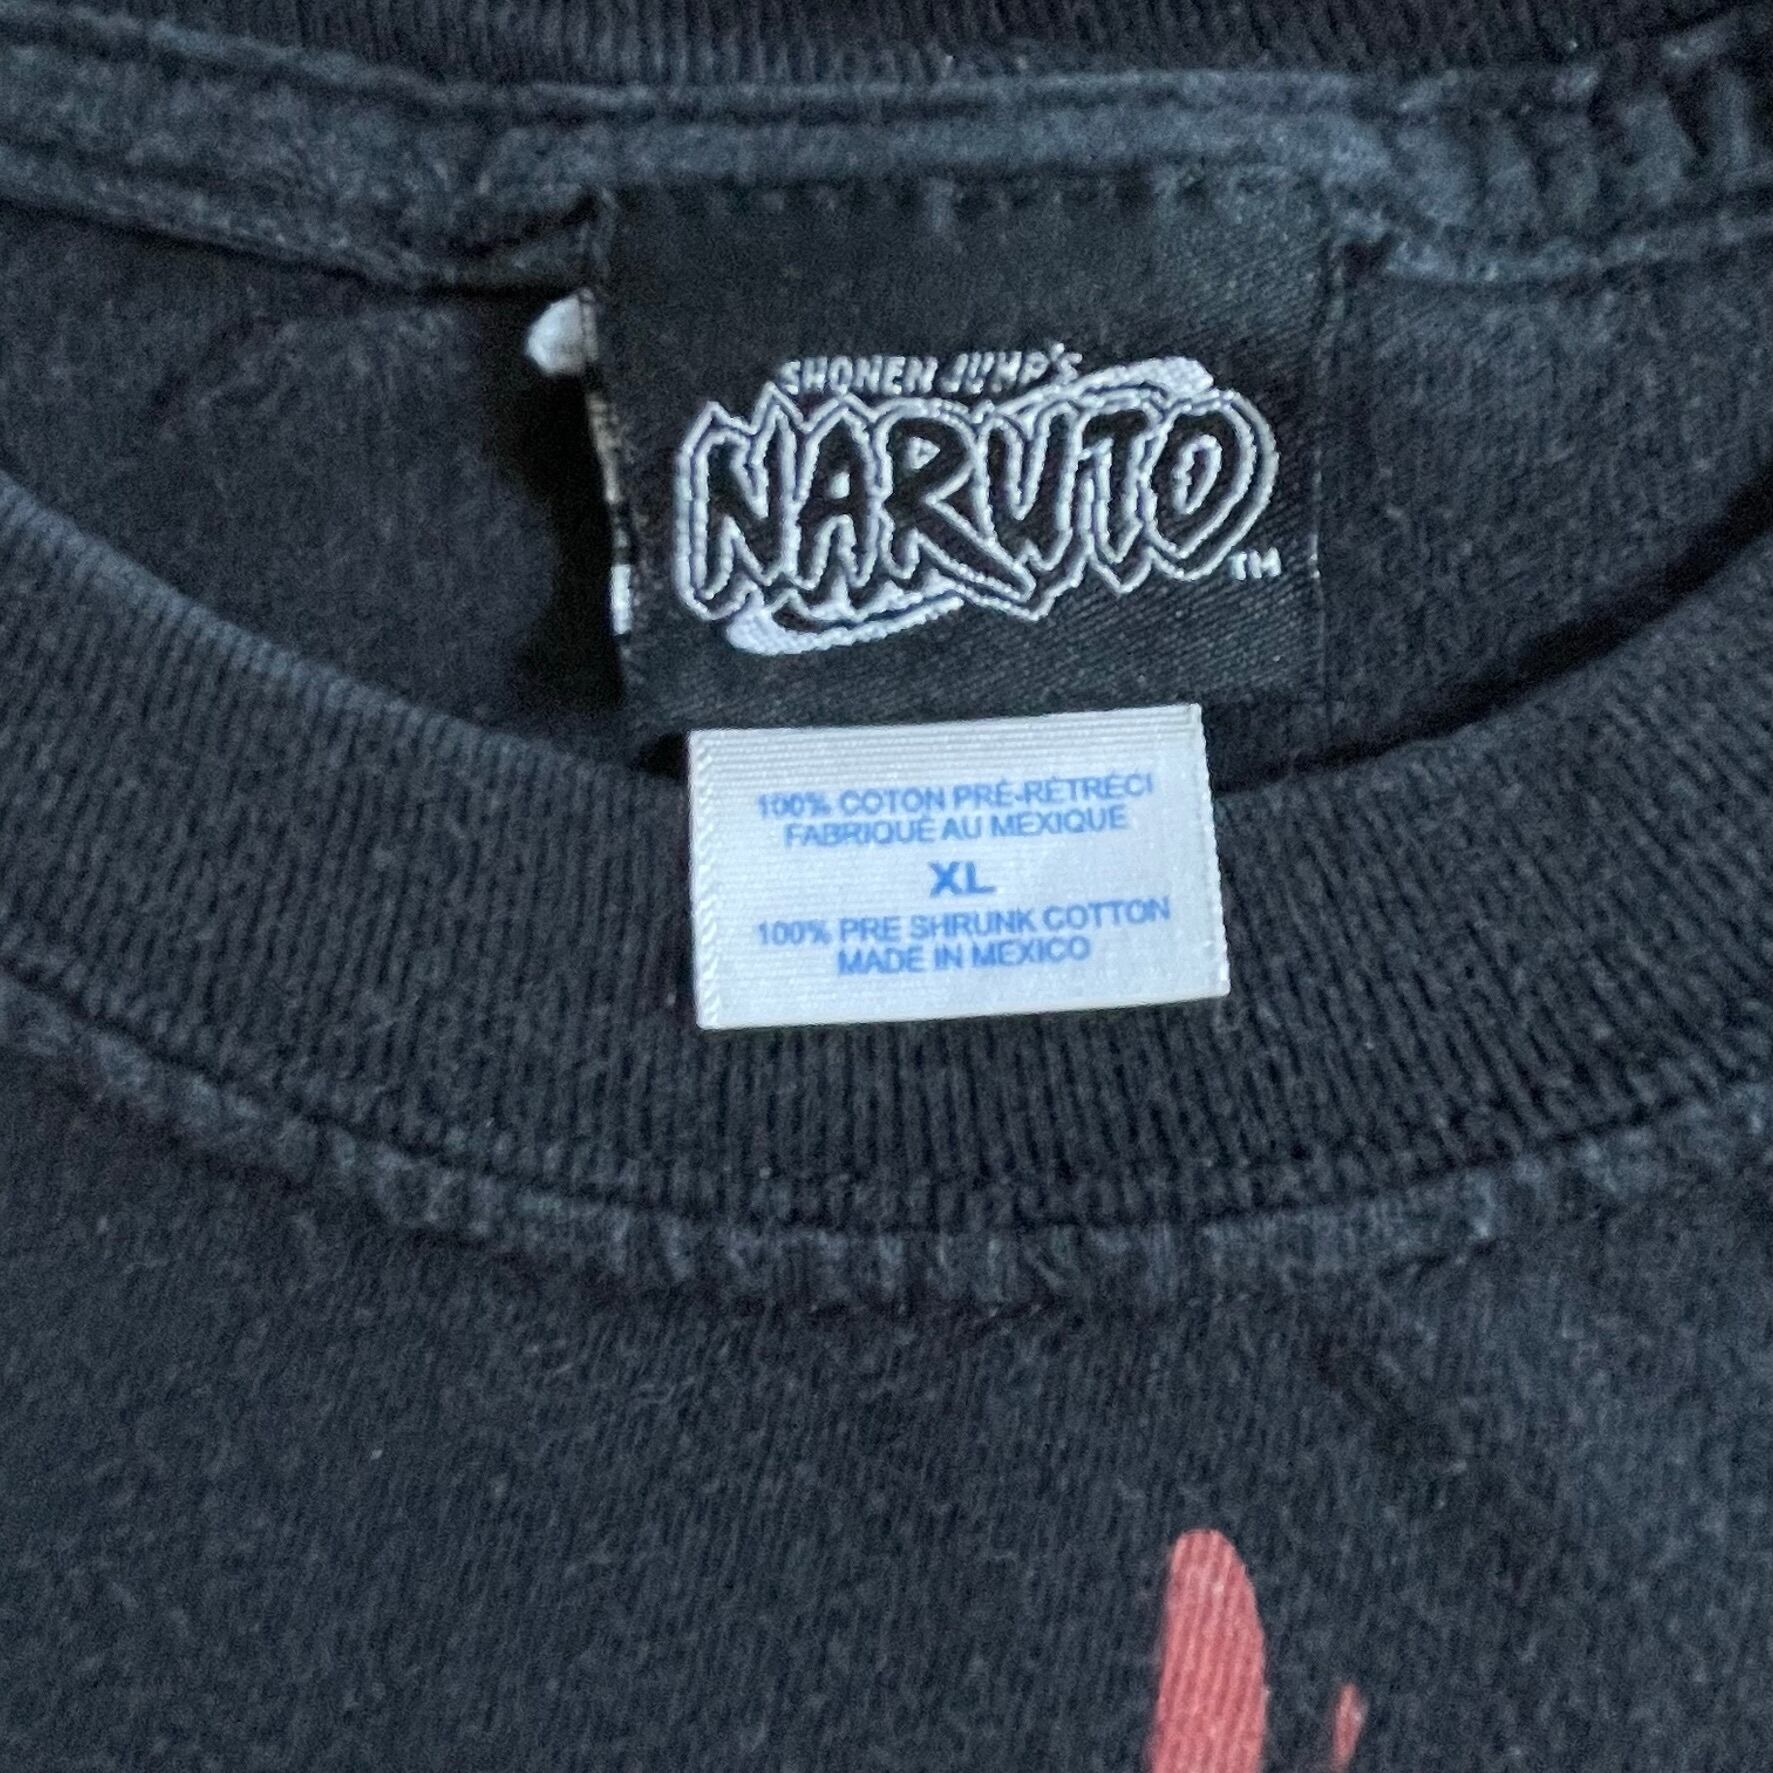 SHONEN JUMP'S
NARUTO
TM
100% COTON PRÉ-RÉTRÉCI
FABRIQUÉ AU MEXIQUE
XL
100% PRE SHRUNK COTTON
MADE IN MEXICO